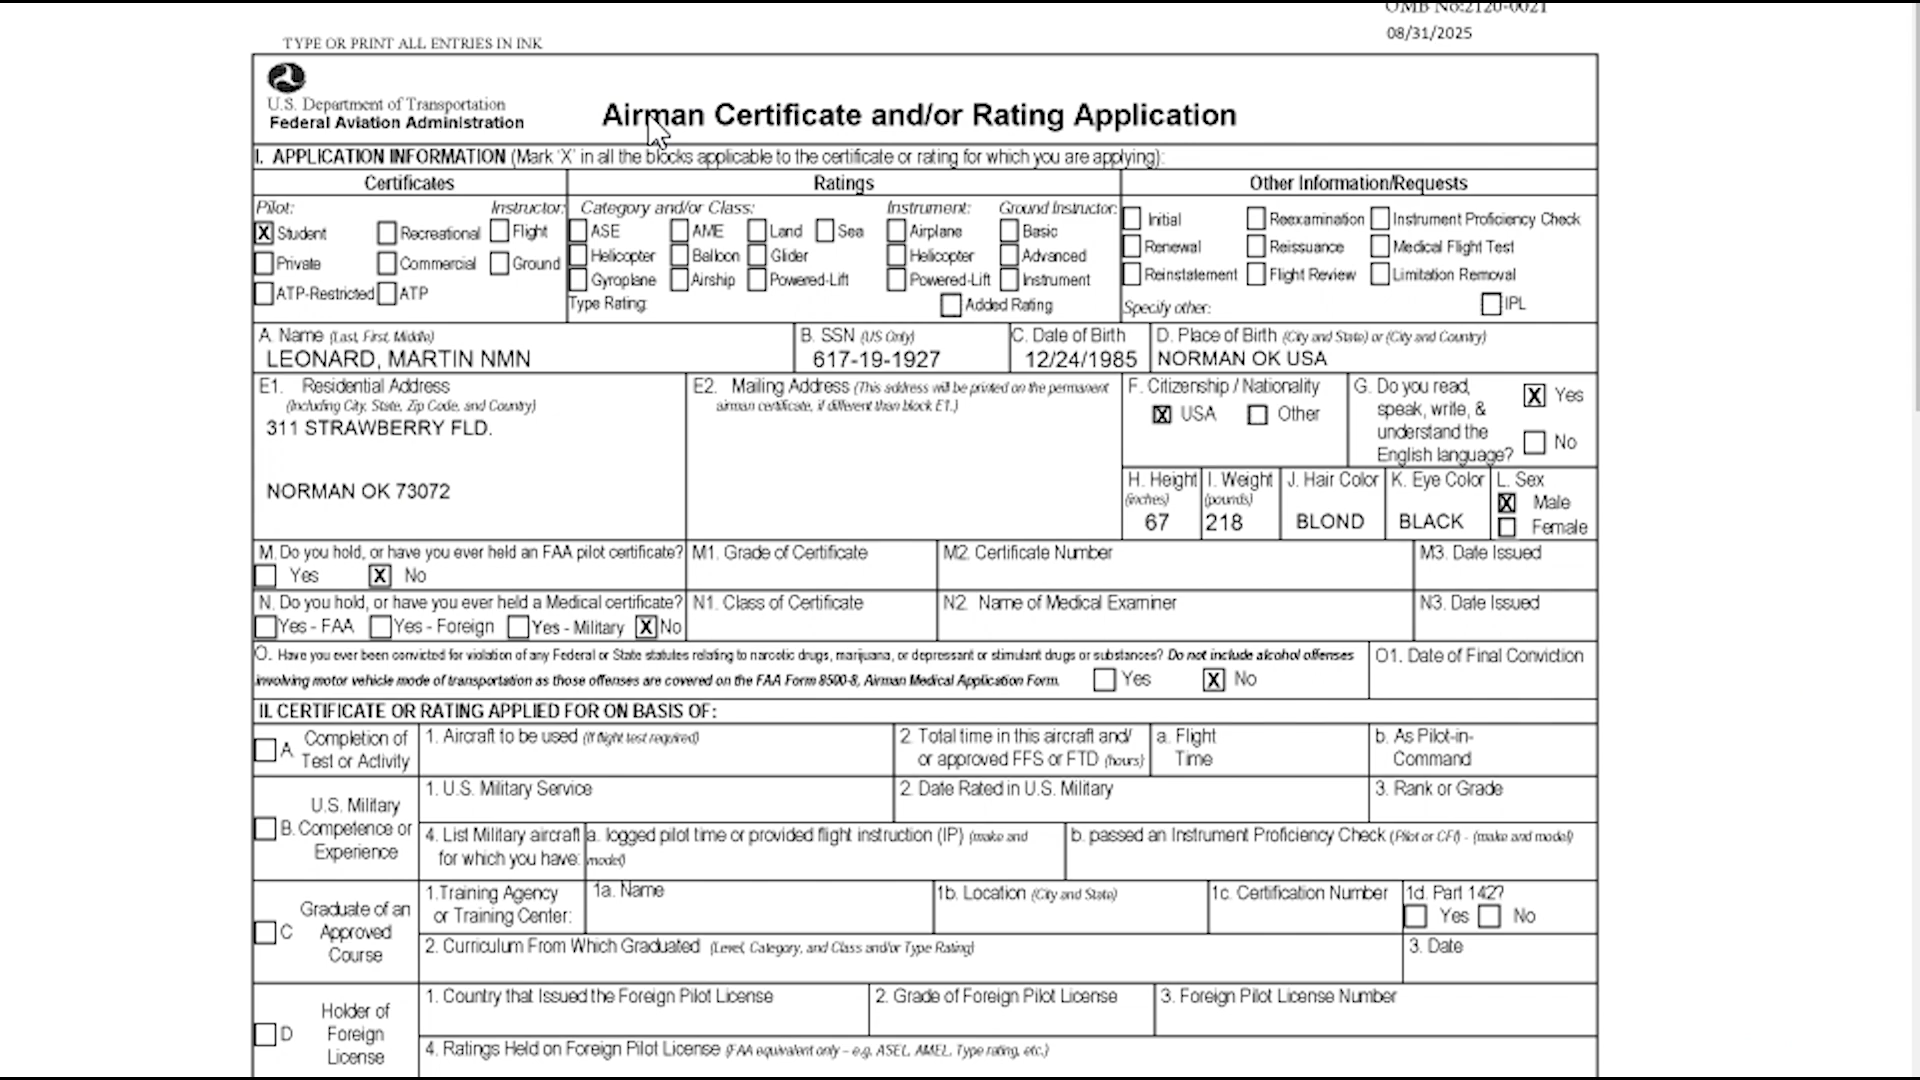 OMB No:2120-0021
08/31/2025
TYPE OR PRINT ALL ENTRIES IN INK
U.S. Department of Transportation
Federal Aviation Administration
Airman Certificate and/or Rating Application
I. APPLICATION INFORMATION (Mark 'X' in all the blocks applicable to the certificate or rating for which you are applying):
Certificates
Ratings
Other Information/Requests
Pilot:
Instructor:
X Student
Recreational
Flight
Private
Commercial
Ground
ATP-Restricted
ATP
Category and/or Class:
Instrument:
Ground Instructor:
ASE
AME
Land
Sea
Airplane
Basic
Helicopter
Balloon
Glider
Helicopter
Advanced
Gyroplane
Airship
Powered-Lift
Powered-Lift
Instrument
Type Rating:
Added Rating
Initial
Reexamination
Instrument Proficiency Check
Renewal
Reissuance
Medical Flight Test
Reinstatement
Flight Review
Limitation Removal
Specify other:
IPL
A. Name (Last, First, Middle)
LEONARD, MARTIN NMN
B. SSN (US Only)
617-19-1927
C. Date of Birth
12/24/1985
D. Place of Birth (City and State) or (City and Country)
NORMAN OK USA
E1. Residential Address
(Including City, State, Zip Code, and Country)
311 STRAWBERRY FLD.
NORMAN OK 73072
E2. Mailing Address (This address will be printed on the permanent
airman certificate, if different than block E1.)
F. Citizenship / Nationality
X USA
Other
G. Do you read,
speak, write, &
understand the
English language?
X Yes
No
H. Height
(inches)
67
I. Weight
(pounds)
218
J. Hair Color
BLOND
K. Eye Color
BLACK
L. Sex
X Male
Female
M. Do you hold, or have you ever held an FAA pilot certificate?
Yes
X No
M1. Grade of Certificate
M2. Certificate Number
M3. Date Issued
N. Do you hold, or have you ever held a Medical certificate?
Yes - FAA
Yes - Foreign
Yes - Military
X No
N1. Class of Certificate
N2. Name of Medical Examiner
N3. Date Issued
O. Have you ever been convicted for violation of any Federal or State statutes relating to narcotic drugs, marijuana, or depressant or stimulant drugs or substances? Do not include alcohol offenses
involving motor vehicle mode of transportation as those offenses are covered on the FAA Form 8500-8, Airman Medical Application Form.
Yes
X No
O1. Date of Final Conviction
II. CERTIFICATE OR RATING APPLIED FOR ON BASIS OF:
A. Completion of
Test or Activity
1. Aircraft to be used (If flight test required)
2. Total time in this aircraft and/
or approved FFS or FTD (hours)
a. Flight
Time
b. As Pilot-in-
Command
B. U.S. Military
Competence or
Experience
1. U.S. Military Service
2. Date Rated in U.S. Military
3. Rank or Grade
4. List Military aircraft
for which you have:
a. logged pilot time or provided flight instruction (IP) (make and
model)
b. passed an Instrument Proficiency Check (Pilot or CFI) - (make and model)
C Graduate of an
Approved
Course
1.Training Agency
or Training Center:
1a. Name
1b. Location (City and State)
1c. Certification Number
1d. Part 142?
Yes
No
2. Curriculum From Which Graduated (Level, Category, and Class and/or Type Rating)
3. Date
D Holder of
Foreign
License
1. Country that Issued the Foreign Pilot License
2. Grade of Foreign Pilot License
3. Foreign Pilot License Number
4. Ratings Held on Foreign Pilot License (FAA equivalent only – e.g. ASEL, AMEL, Type rating, etc.)